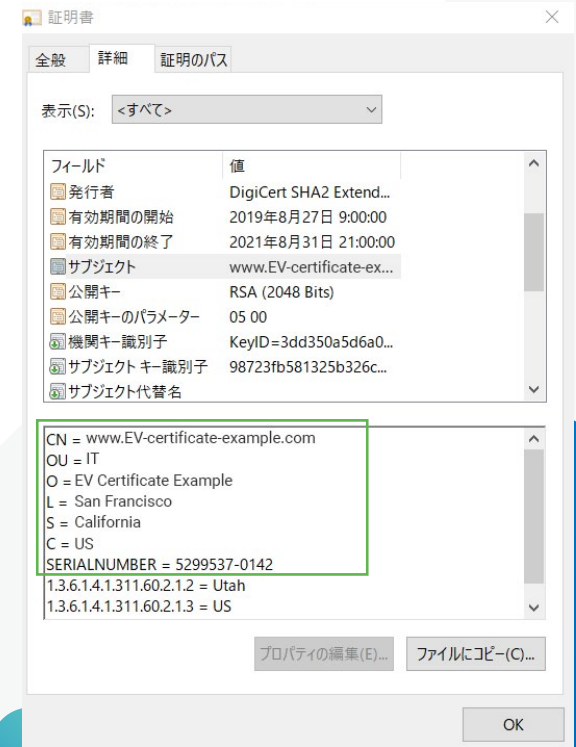 証明書
全般 詳細 証明のパス
表示(S): <すべて>
フィールド 値
発行者 DigiCert SHA2 Extend...
有効期間の開始 2019年8月27日 9:00:00
有効期間の終了 2021年8月31日 21:00:00
サブジェクト www.EV-certificate-ex...
公開キー RSA (2048 Bits)
公開キーのパラメーター 05 00
機関キー識別子 KeyID=3dd350a5d6a0...
サブジェクト キー識別子 98723fb581325b326c...
サブジェクト代替名
CN = www.EV-certificate-example.com
OU = IT
O = EV Certificate Example
L = San Francisco
S = California
C = US
SERIALNUMBER = 5299537-0142
1.3.6.1.4.1.311.60.2.1.2 = Utah
1.3.6.1.4.1.311.60.2.1.3 = US
プロパティの編集(E)... ファイルにコピー(C)...
OK